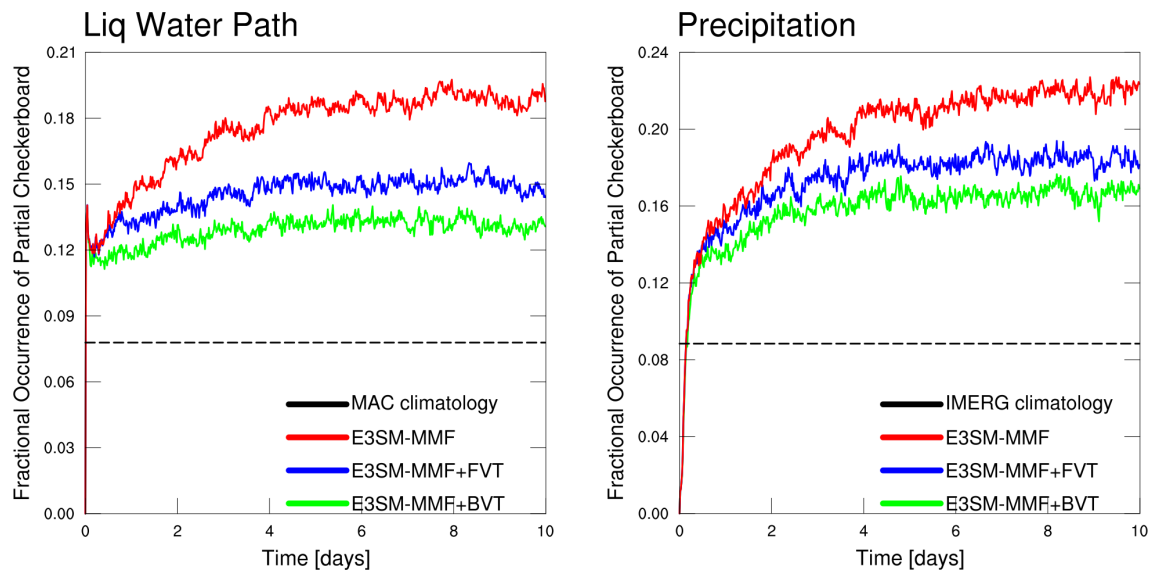 Liq Water Path
Fractional Occurrence of Partial Checkerboard
0.21
0.18
0.15
0.12
0.09
0.06
0.03
0.00
0
2
4
6
8
10
Time [days]
MAC climatology
E3SM-MMF
E3SM-MMF+FVT
E3SM-MMF+BVT
Precipitation
Fractional Occurrence of Partial Checkerboard
0.24
0.20
0.16
0.12
0.08
0.04
0.00
0
2
4
6
8
10
Time [days]
IMERG climatology
E3SM-MMF
E3SM-MMF+FVT
E3SM-MMF+BVT